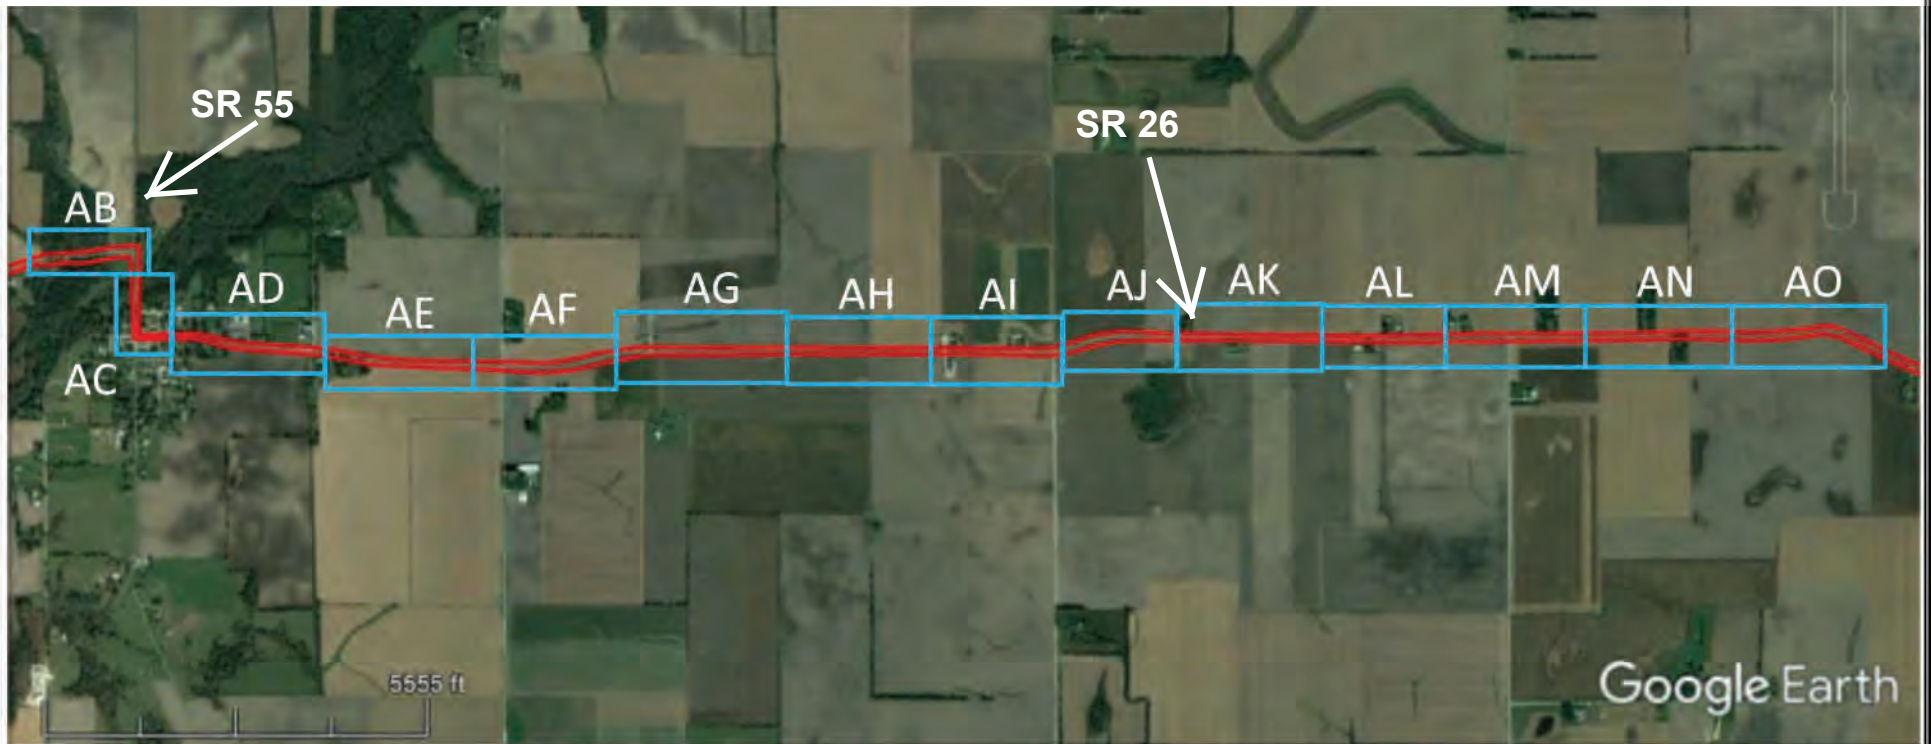 SR 55
SR 26
AB
AC
AD
AE
AF
AG
AH
AI
AJ
AK
AL
AM
AN
AO
5555 ft
Google Earth